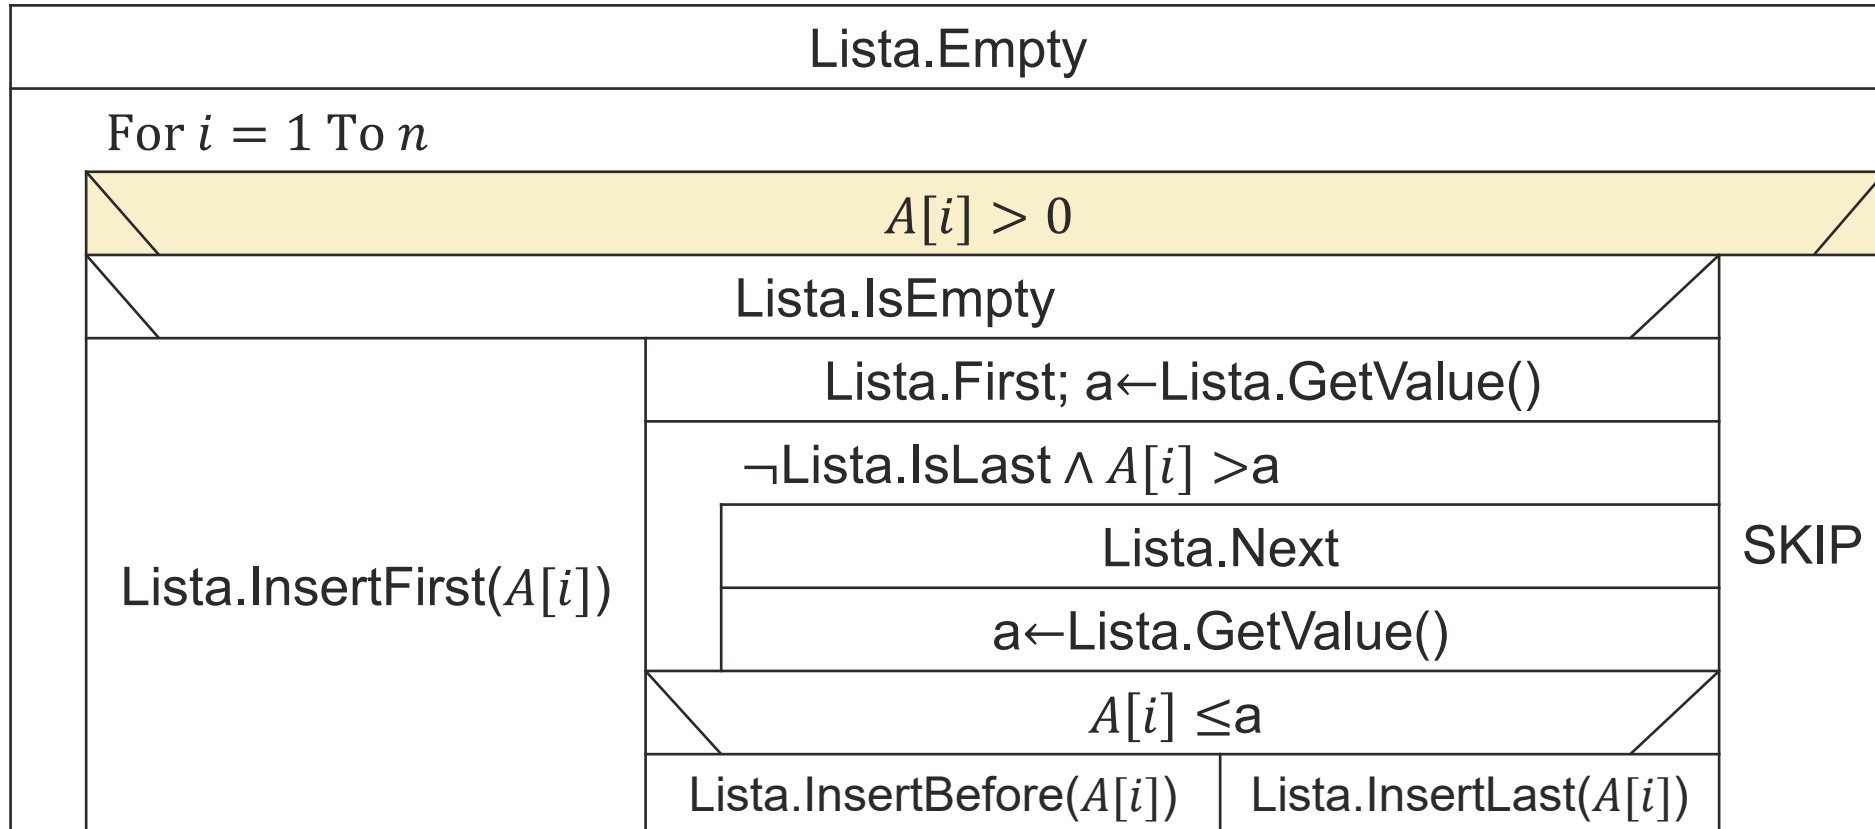 Lista.Empty
For i = 1 To n
A[i] > 0
Lista.IsEmpty
Lista.First; a←Lista.GetValue()
¬Lista.IsLast ∧ A[i] >a
Lista.Next
SKIP
Lista.InsertFirst(A[i])
a←Lista.GetValue()
A[i] ≤a
Lista.InsertBefore(A[i])
Lista.InsertLast(A[i])